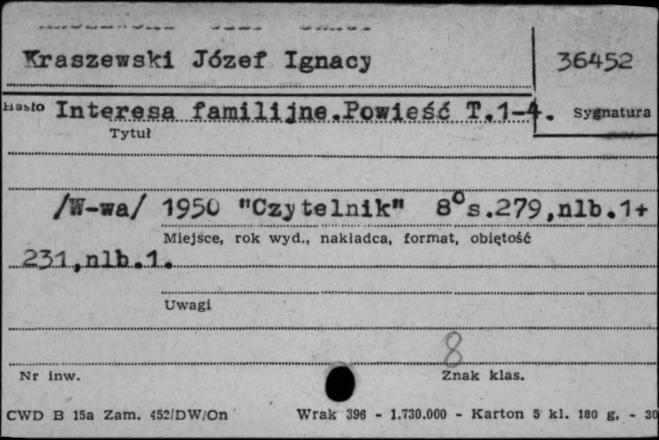 Kraszewski Józef Ignacy
36452
Hasło Interesa familijne.Powieść T.1-4. Sygnatura
Tytuł
/W-wa/ 1950 "Czytelnik" 8⁰s.279,nlb.1+
Miejsce, rok wyd., nakładca, format, objętość
231,nlb.1.
Uwagi
8
Nr inw.
Znak klas.
CWD B 15a Zam. 452/DW/On Wrak 396 - 1.730.000 - Karton 5 kl. 180 g, - 30